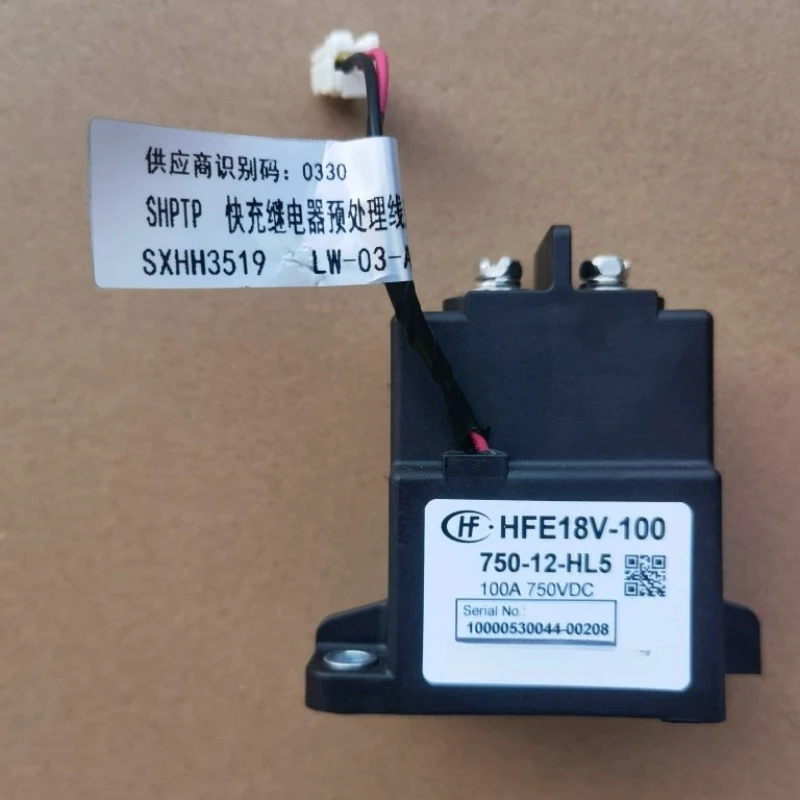 供应商识别码：0330
SHPTP 快充继电器预处理线
SXHH3519 LW-03-A
HF HFE18V-100
750-12-HL5
100A 750VDC
Serial No.:
10000530044-00208